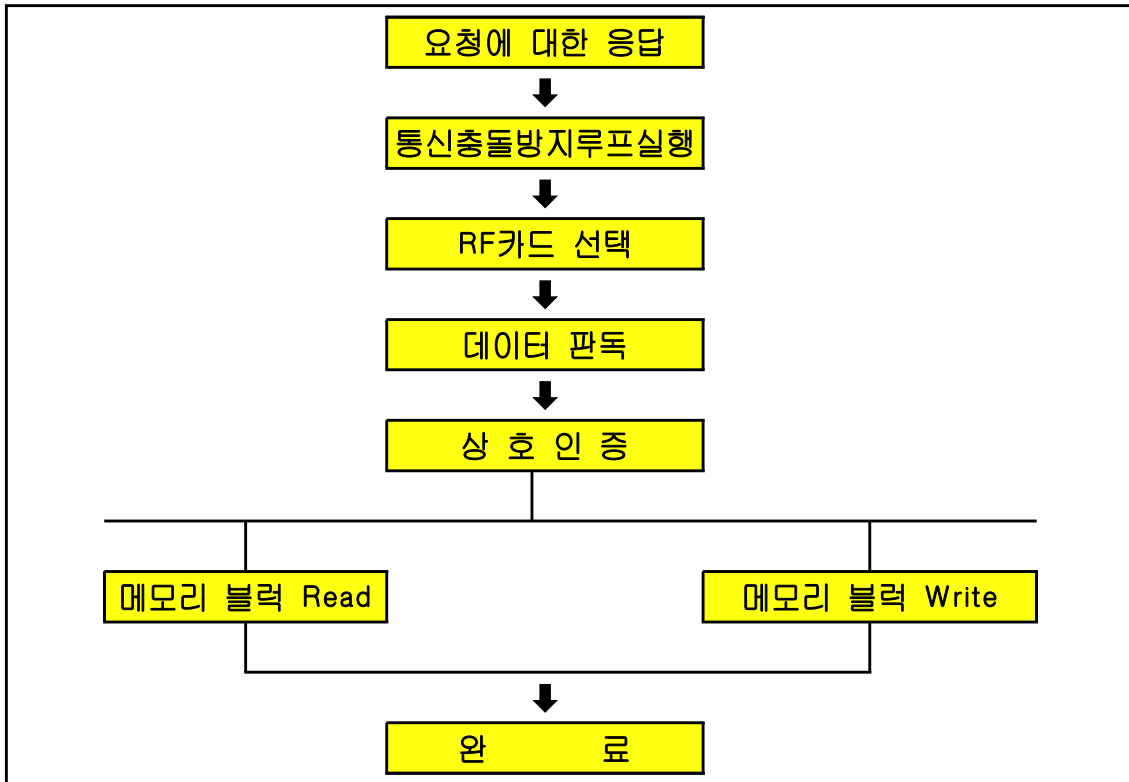 요청에 대한 응답
통신충돌방지루프실행
RF카드 선택
데이터 판독
상 호 인 증
메모리 블럭 Read
메모리 블럭 Write
완 료